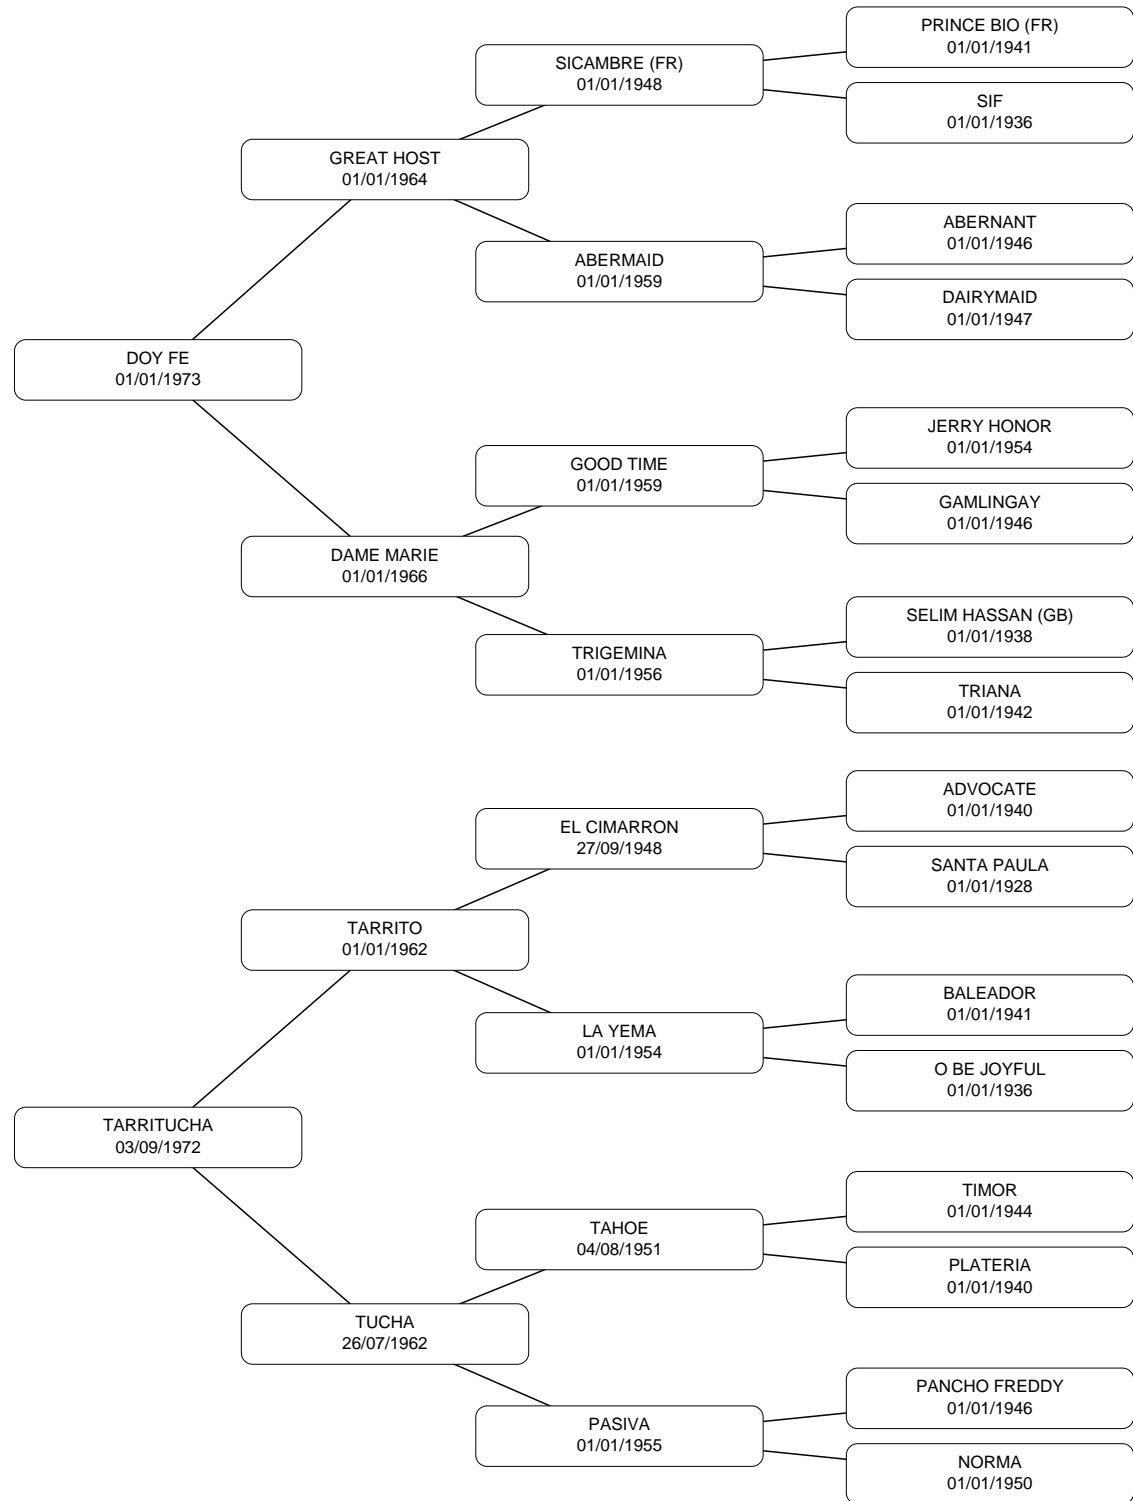 PRINCE BIO (FR)
01/01/1941
SICAMBRE (FR)
01/01/1948
SIF
01/01/1936
GREAT HOST
01/01/1964
ABERNANT
01/01/1946
ABERMAID
01/01/1959
DAIRYMAID
01/01/1947
DOY FE
01/01/1973
JERRY HONOR
01/01/1954
GOOD TIME
01/01/1959
GAMLINGAY
01/01/1946
DAME MARIE
01/01/1966
SELIM HASSAN (GB)
01/01/1938
TRIGEMINA
01/01/1956
TRIANA
01/01/1942
ADVOCATE
01/01/1940
EL CIMARRON
27/09/1948
SANTA PAULA
01/01/1928
TARRITO
01/01/1962
BALEADOR
01/01/1941
LA YEMA
01/01/1954
O BE JOYFUL
01/01/1936
TARRITUCHA
03/09/1972
TIMOR
01/01/1944
TAHOE
04/08/1951
PLATERIA
01/01/1940
TUCHA
26/07/1962
PANCHO FREDDY
01/01/1946
PASIVA
01/01/1955
NORMA
01/01/1950